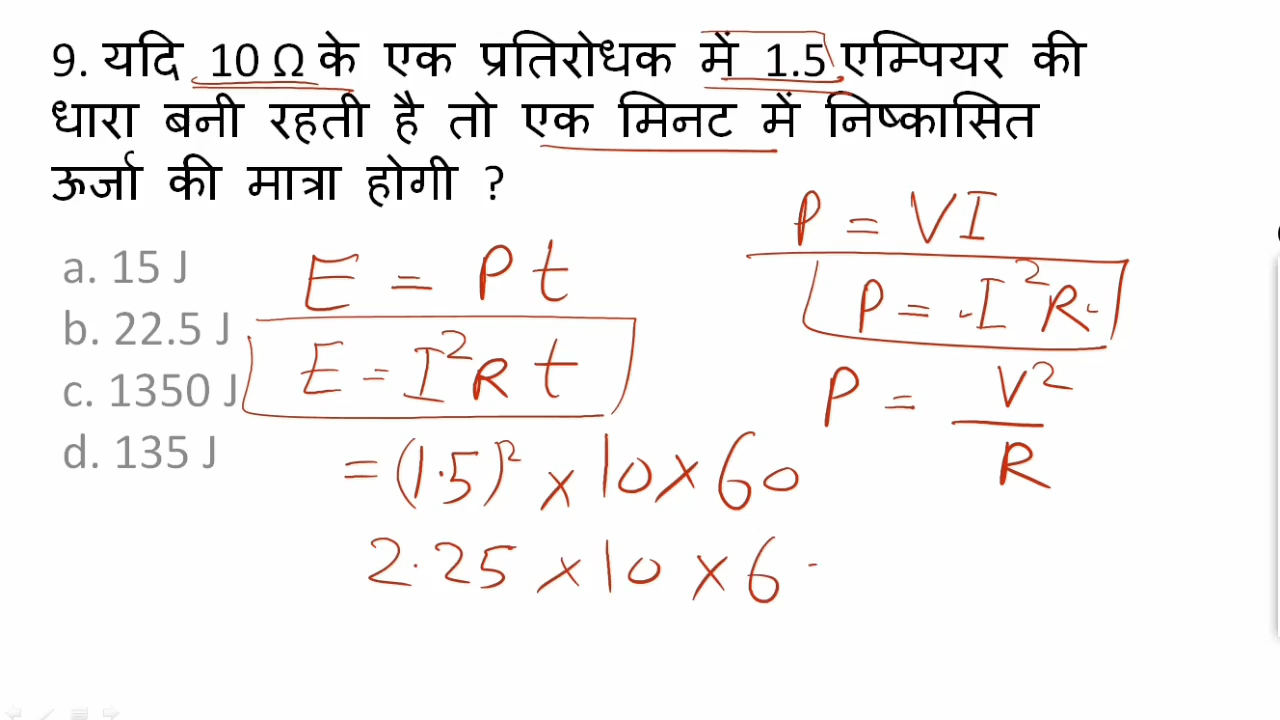 9. यदि 10 Ω के एक प्रतिरोधक में 1.5 एम्पियर की
धारा बनी रहती है तो एक मिनट में निष्कासित
ऊर्जा की मात्रा होगी ?
a. 15 J
b. 22.5 J
c. 1350 J
d. 135 J
E = Pt
E = I²Rt
= (1.5)² × 10 × 60
2.25 × 10 × 6
P = VI
P = I²R
P = V²/R